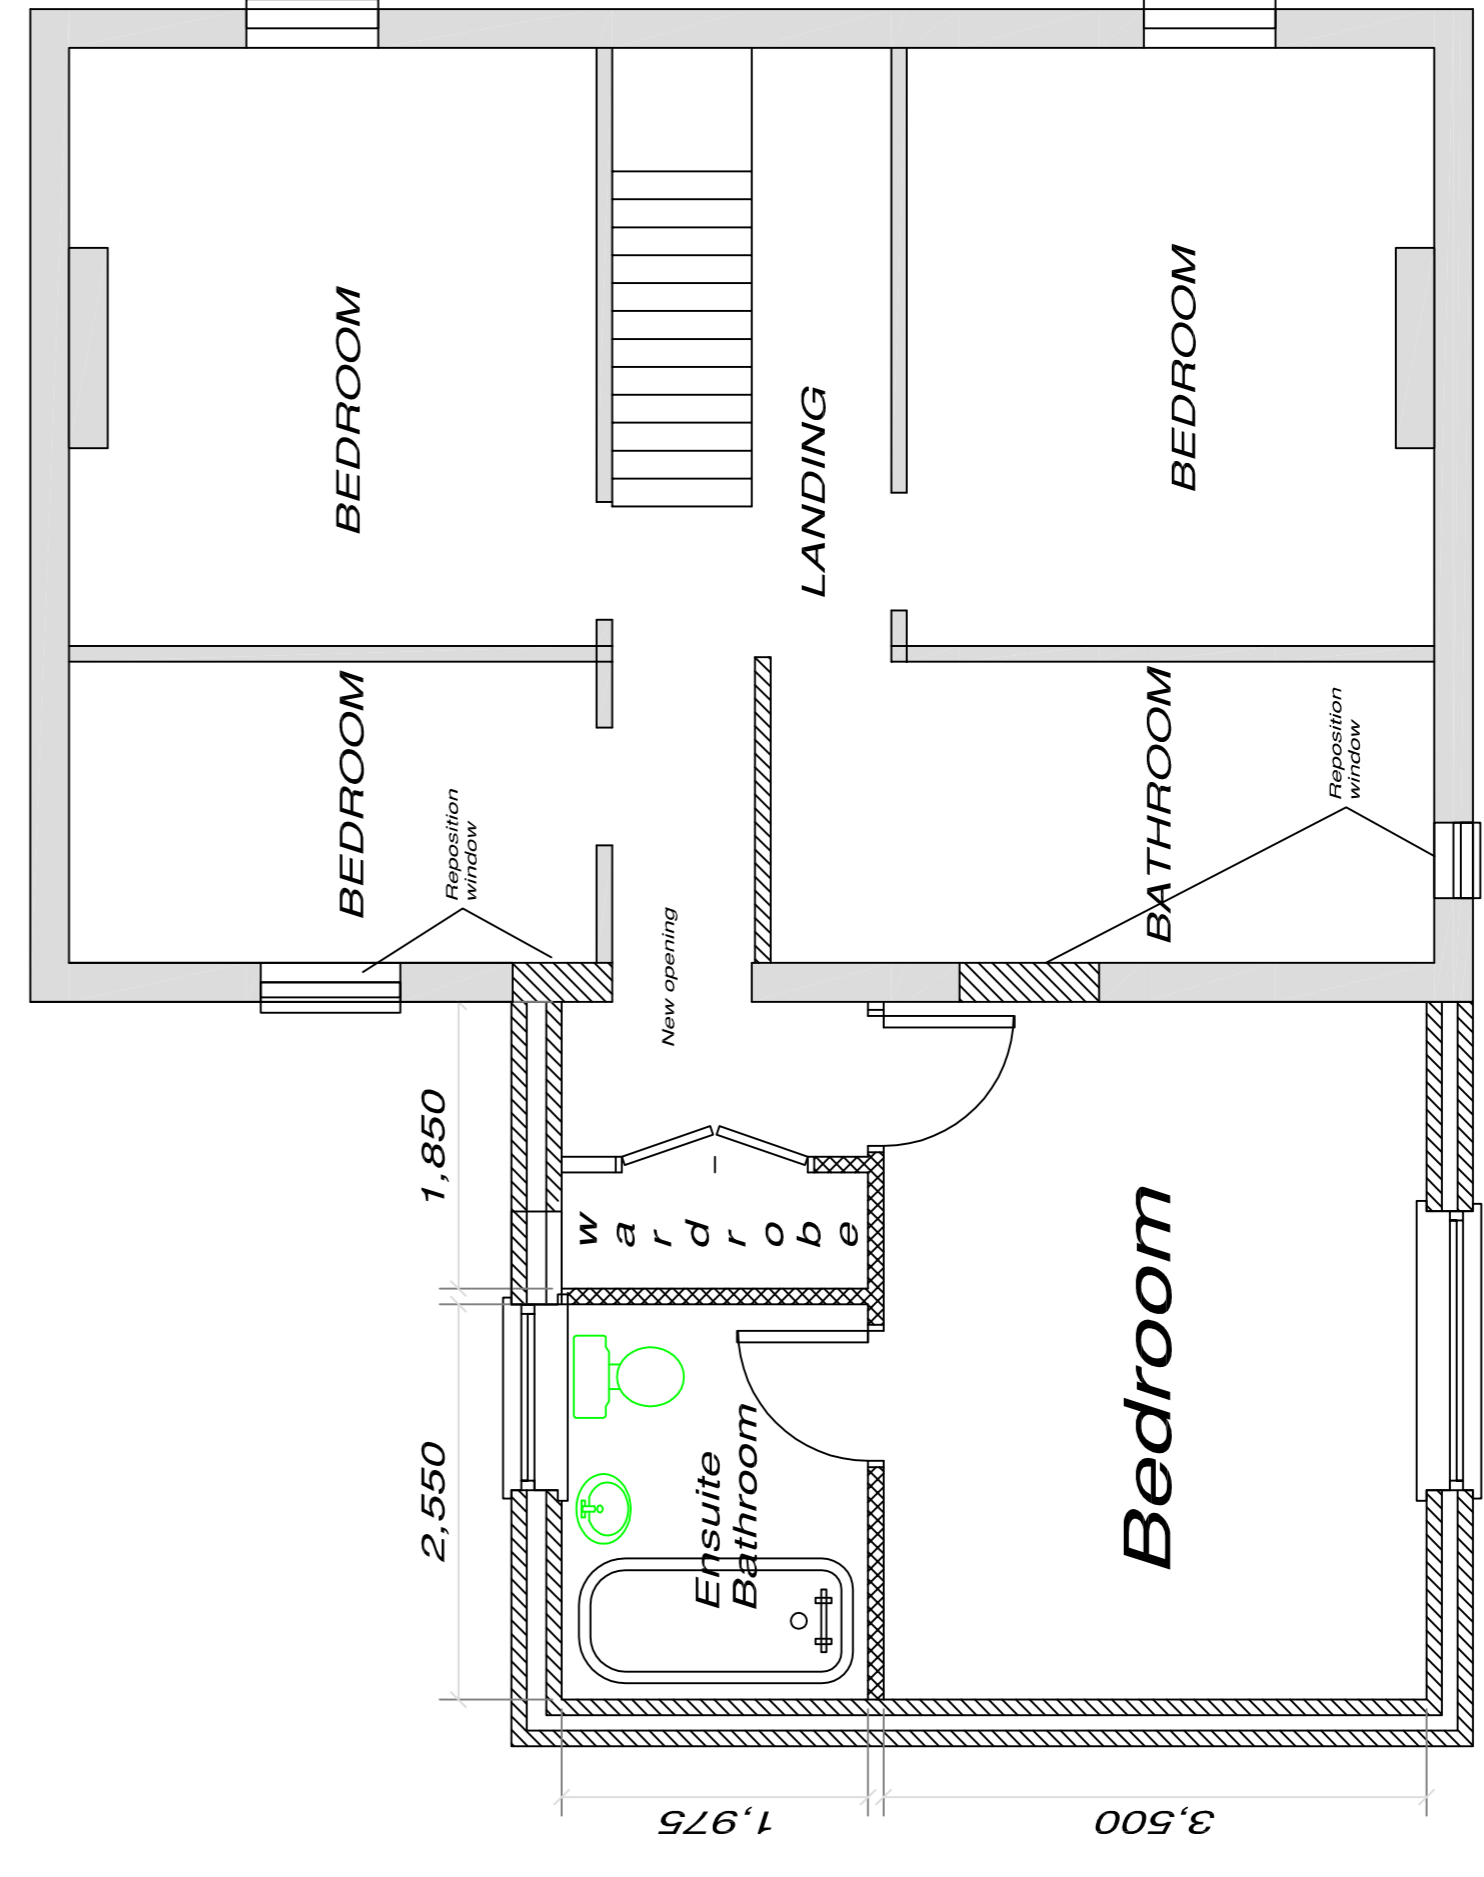 BEDROOM
BEDROOM
LANDING
BEDROOM
Reposition
window
BATHROOM
Reposition
window
New opening
1,850
wardrobe
2,550
Ensuite
Bathroom
Bedroom
1,975
3,500